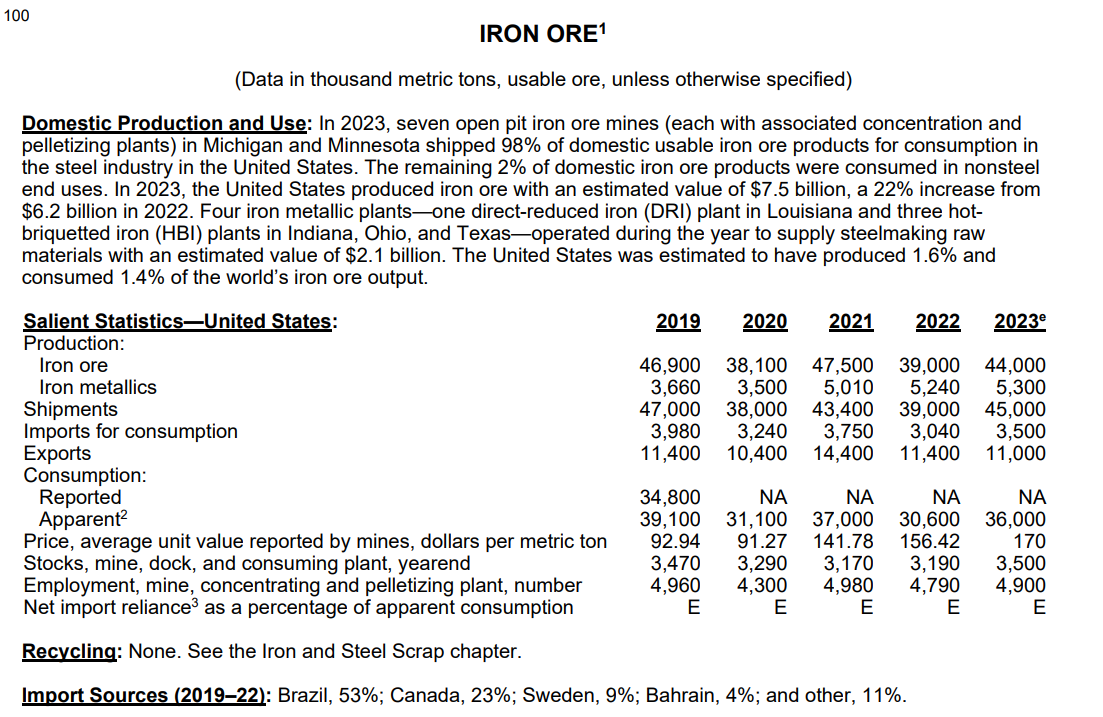 100
IRON ORE¹
(Data in thousand metric tons, usable ore, unless otherwise specified)
Domestic Production and Use: In 2023, seven open pit iron ore mines (each with associated concentration and
pelletizing plants) in Michigan and Minnesota shipped 98% of domestic usable iron ore products for consumption in
the steel industry in the United States. The remaining 2% of domestic iron ore products were consumed in nonsteel
end uses. In 2023, the United States produced iron ore with an estimated value of $7.5 billion, a 22% increase from
$6.2 billion in 2022. Four iron metallic plants—one direct-reduced iron (DRI) plant in Louisiana and three hot-
briquetted iron (HBI) plants in Indiana, Ohio, and Texas—operated during the year to supply steelmaking raw
materials with an estimated value of $2.1 billion. The United States was estimated to have produced 1.6% and
consumed 1.4% of the world's iron ore output.
Salient Statistics—United States: 2019 2020 2021 2022 2023ᵉ
Production:
Iron ore 46,900 38,100 47,500 39,000 44,000
Iron metallics 3,660 3,500 5,010 5,240 5,300
Shipments 47,000 38,000 43,400 39,000 45,000
Imports for consumption 3,980 3,240 3,750 3,040 3,500
Exports 11,400 10,400 14,400 11,400 11,000
Consumption:
Reported 34,800 NA NA NA NA
Apparent² 39,100 31,100 37,000 30,600 36,000
Price, average unit value reported by mines, dollars per metric ton 92.94 91.27 141.78 156.42 170
Stocks, mine, dock, and consuming plant, yearend 3,470 3,290 3,170 3,190 3,500
Employment, mine, concentrating and pelletizing plant, number 4,960 4,300 4,980 4,790 4,900
Net import reliance³ as a percentage of apparent consumption E E E E E
Recycling: None. See the Iron and Steel Scrap chapter.
Import Sources (2019–22): Brazil, 53%; Canada, 23%; Sweden, 9%; Bahrain, 4%; and other, 11%.